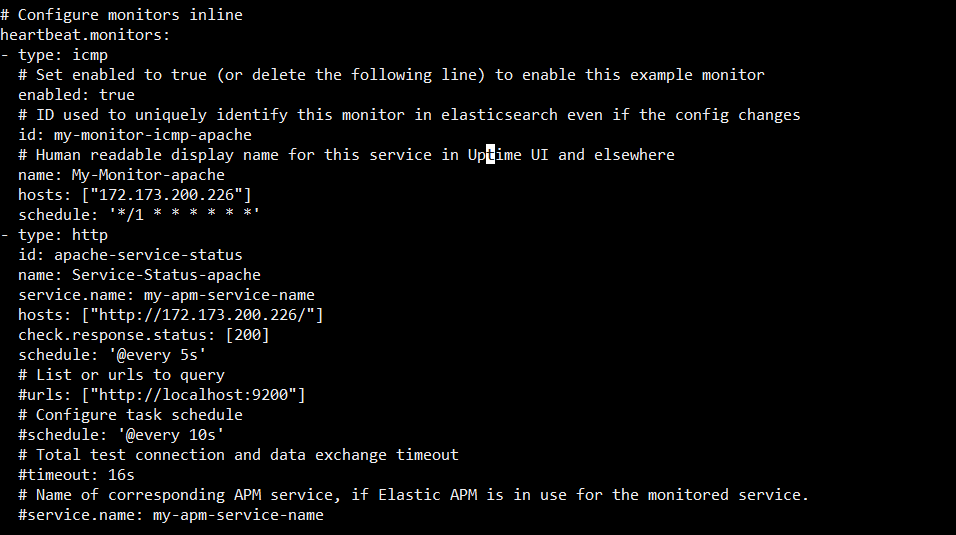 # Configure monitors inline
heartbeat.monitors:
- type: icmp
  # Set enabled to true (or delete the following line) to enable this example monitor
  enabled: true
  # ID used to uniquely identify this monitor in elasticsearch even if the config changes
  id: my-monitor-icmp-apache
  # Human readable display name for this service in Uptime UI and elsewhere
  name: My-Monitor-apache
  hosts: ["172.173.200.226"]
  schedule: '*/1 * * * * * *'
- type: http
  id: apache-service-status
  name: Service-Status-apache
  service.name: my-apm-service-name
  hosts: ["http://172.173.200.226/"]
  check.response.status: [200]
  schedule: '@every 5s'
  # List or urls to query
  #urls: ["http://localhost:9200"]
  # Configure task schedule
  #schedule: '@every 10s'
  # Total test connection and data exchange timeout
  #timeout: 16s
  # Name of corresponding APM service, if Elastic APM is in use for the monitored service.
  #service.name: my-apm-service-name